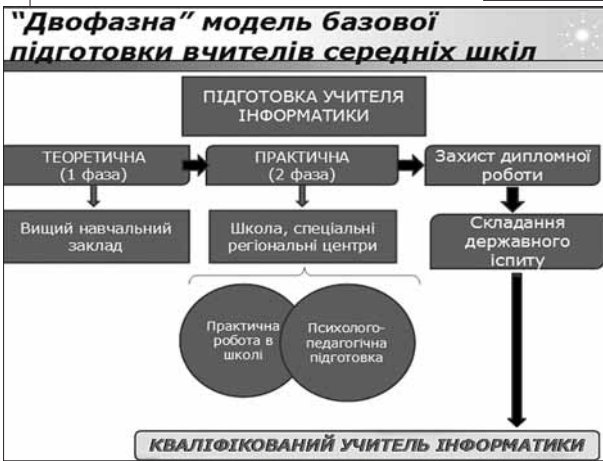 “Двофазна” модель базової
підготовки вчителів середніх шкіл
ПІДГОТОВКА УЧИТЕЛЯ
ІНФОРМАТИКИ
ТЕОРЕТИЧНА
(1 фаза)
ПРАКТИЧНА
(2 фаза)
Захист дипломної
роботи
Вищий навчальний
заклад
Школа, спеціальні
регіональні центри
Складання
державного
іспиту
Практична
робота в
школі
Психолого-
педагогічна
підготовка
КВАЛІФІКОВАНИЙ УЧИТЕЛЬ ІНФОРМАТИКИ